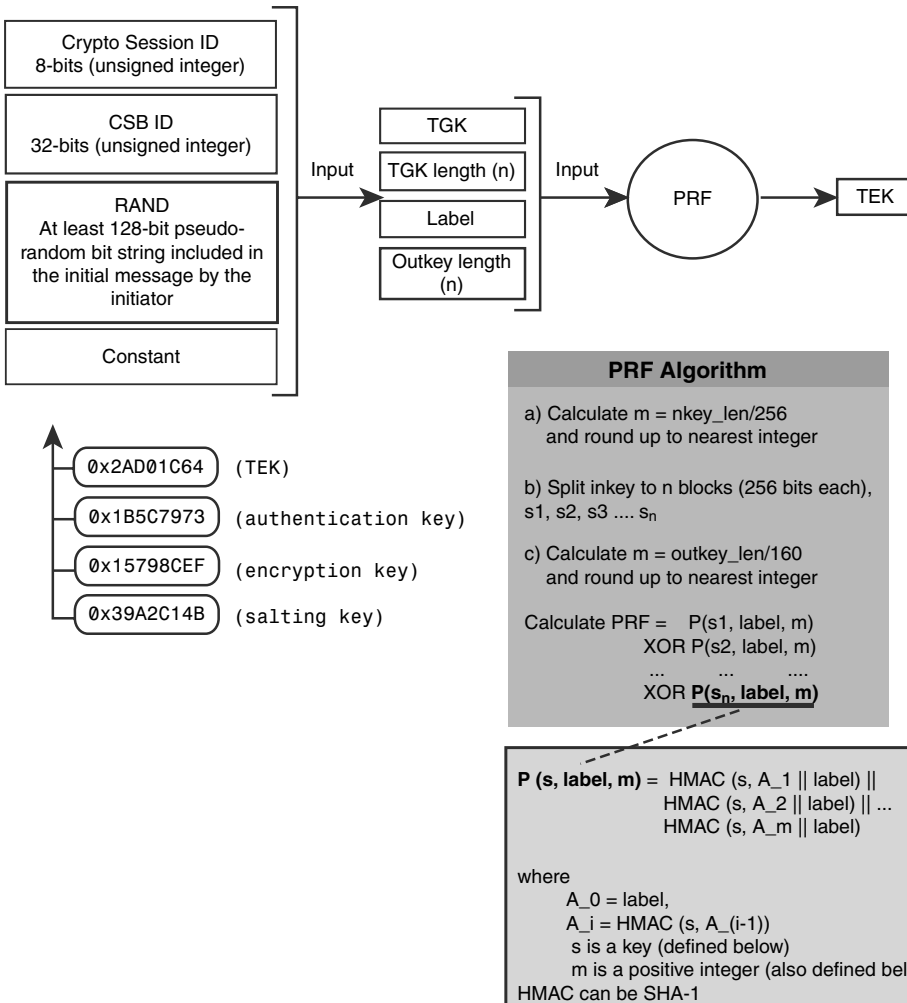 Crypto Session ID
8-bits (unsigned integer)
CSB ID
32-bits (unsigned integer)
RAND
At least 128-bit pseudo-
random bit string included in
the initial message by the
initiator
Constant
Input
TGK
TGK length (n)
Label
Outkey length
(n)
Input
PRF
TEK
0x2AD01C64 (TEK)
0x1B5C7973 (authentication key)
0x15798CEF (encryption key)
0x39A2C14B (salting key)
PRF Algorithm
a) Calculate m = nkey_len/256
and round up to nearest integer
b) Split inkey to n blocks (256 bits each),
s1, s2, s3 .... sn
c) Calculate m = outkey_len/160
and round up to nearest integer
Calculate PRF = P(s1, label, m)
XOR P(s2, label, m)
... ... ....
XOR P(sn, label, m)
P (s, label, m) = HMAC (s, A_1 || label) ||
HMAC (s, A_2 || label) || ...
HMAC (s, A_m || label)
where
A_0 = label,
A_i = HMAC (s, A_(i-1))
s is a key (defined below)
m is a positive integer (also defined
HMAC can be SHA-1